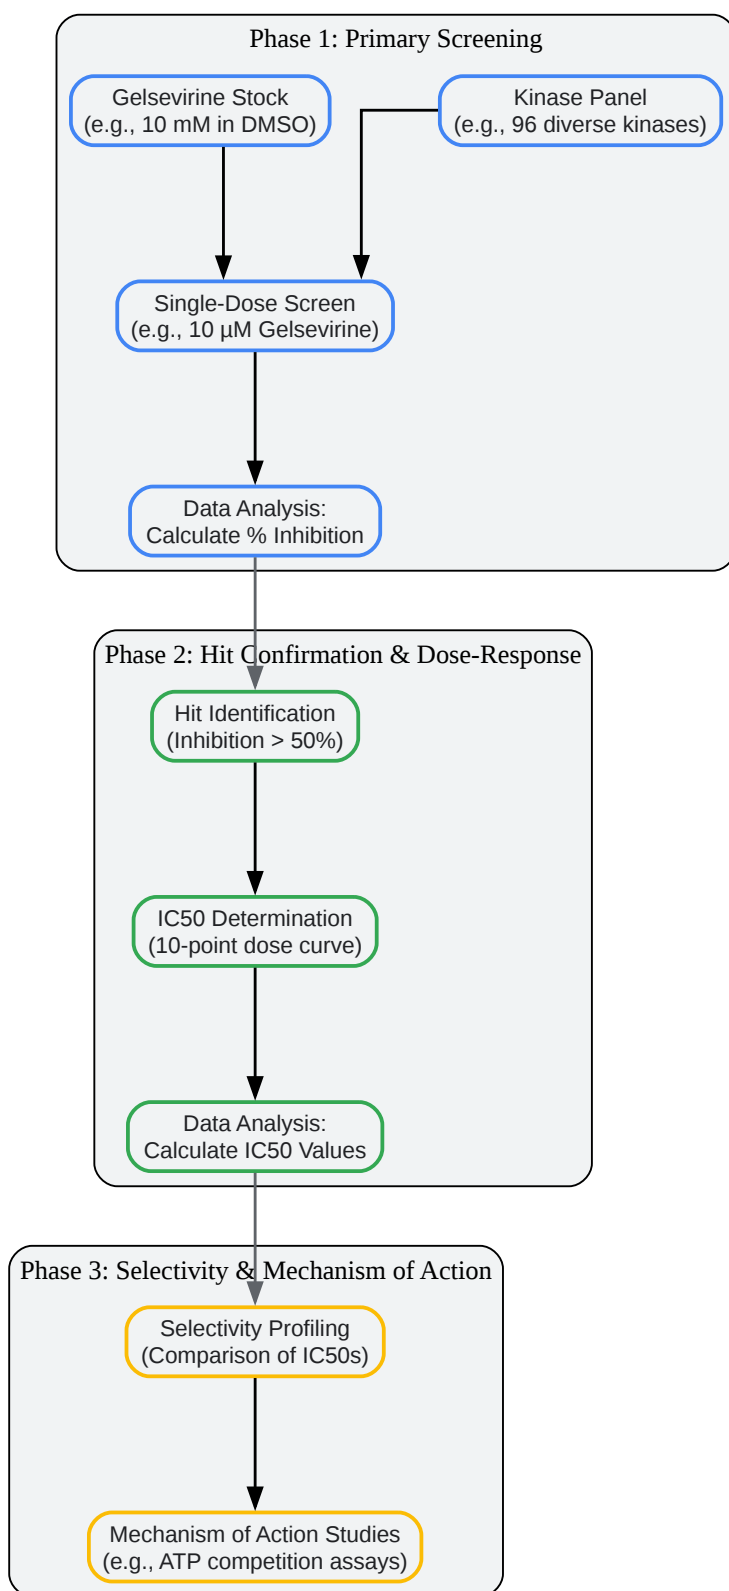 Phase 1: Primary Screening
Gelsevirine Stock
(e.g., 10 mM in DMSO)
Kinase Panel
(e.g., 96 diverse kinases)
Single-Dose Screen
(e.g., 10 µM Gelsevirine)
Data Analysis:
Calculate % Inhibition
Phase 2: Hit Confirmation & Dose-Response
Hit Identification
(Inhibition > 50%)
IC50 Determination
(10-point dose curve)
Data Analysis:
Calculate IC50 Values
Phase 3: Selectivity & Mechanism of Action
Selectivity Profiling
(Comparison of IC50s)
Mechanism of Action Studies
(e.g., ATP competition assays)